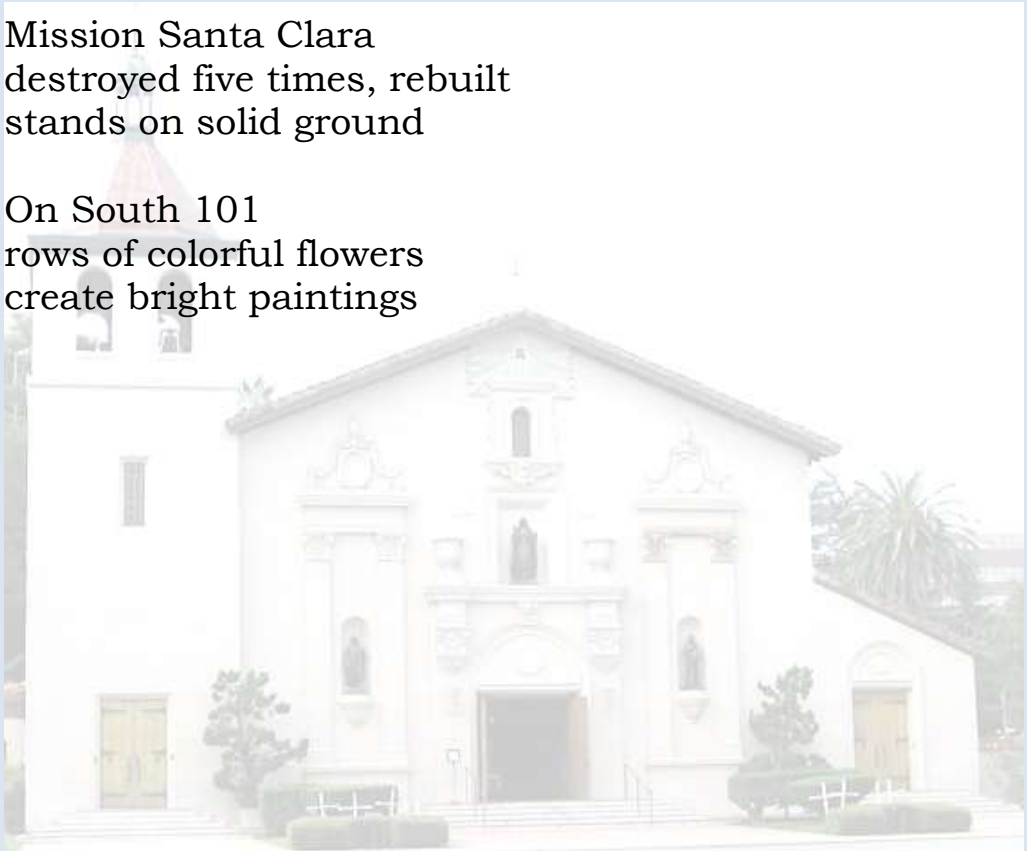 Mission Santa Clara
destroyed five times, rebuilt
stands on solid ground
On South 101
rows of colorful flowers
create bright paintings